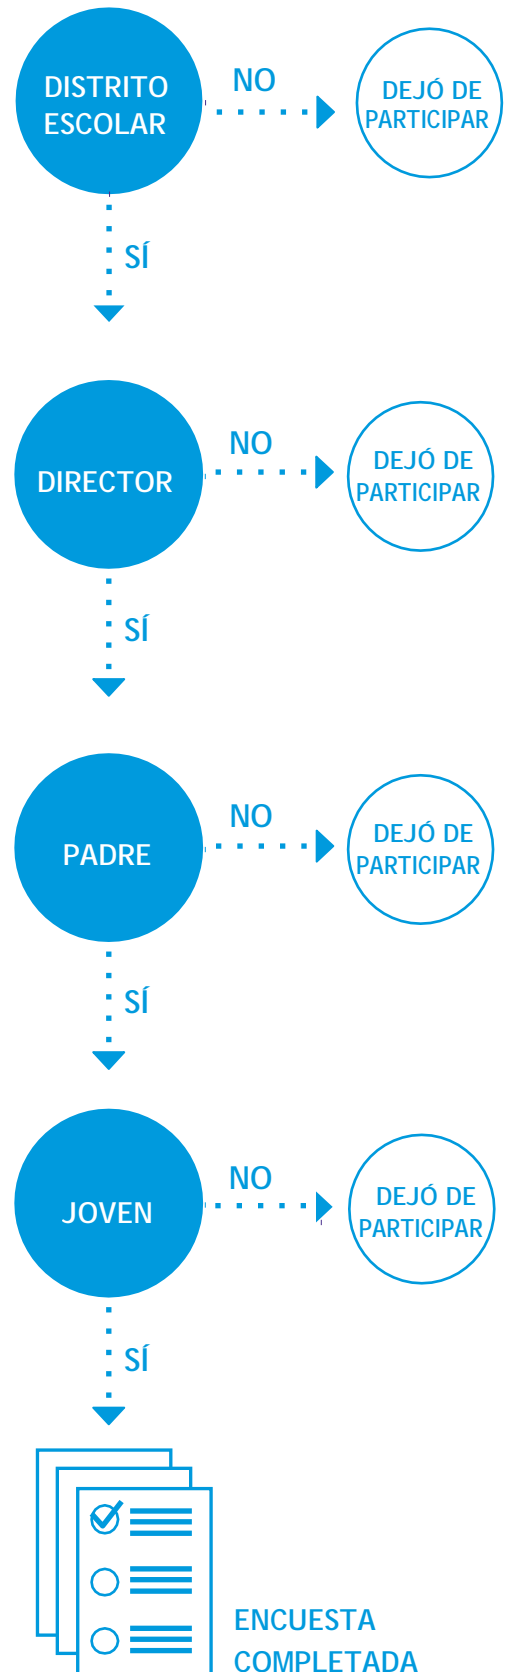 DISTRITO
ESCOLAR
NO
DEJÓ DE
PARTICIPAR
SÍ
DIRECTOR
NO
DEJÓ DE
PARTICIPAR
SÍ
PADRE
NO
DEJÓ DE
PARTICIPAR
SÍ
JOVEN
NO
DEJÓ DE
PARTICIPAR
SÍ
ENCUESTA
COMPLETADA